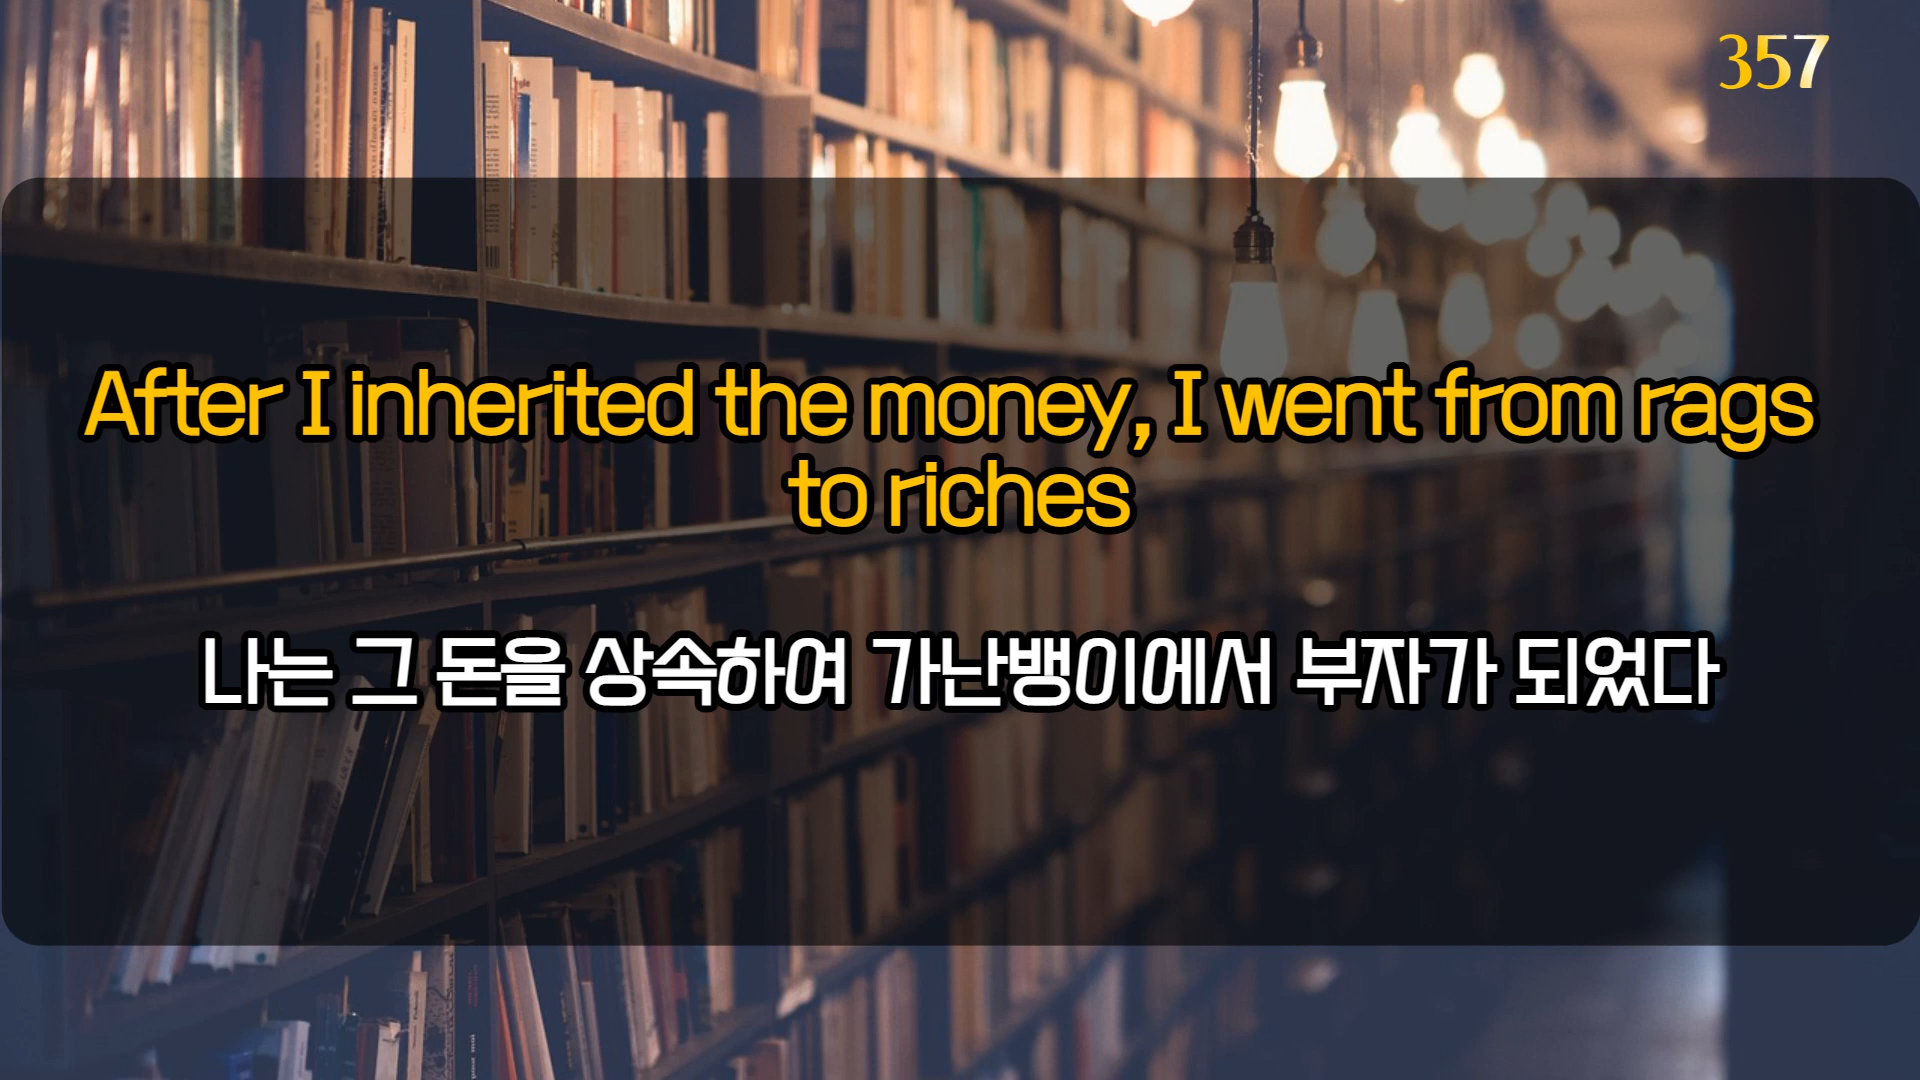 357
After I inherited the money, I went from rags
to riches
나는 그 돈을 상속하여 가난뱅이에서 부자가 되었다